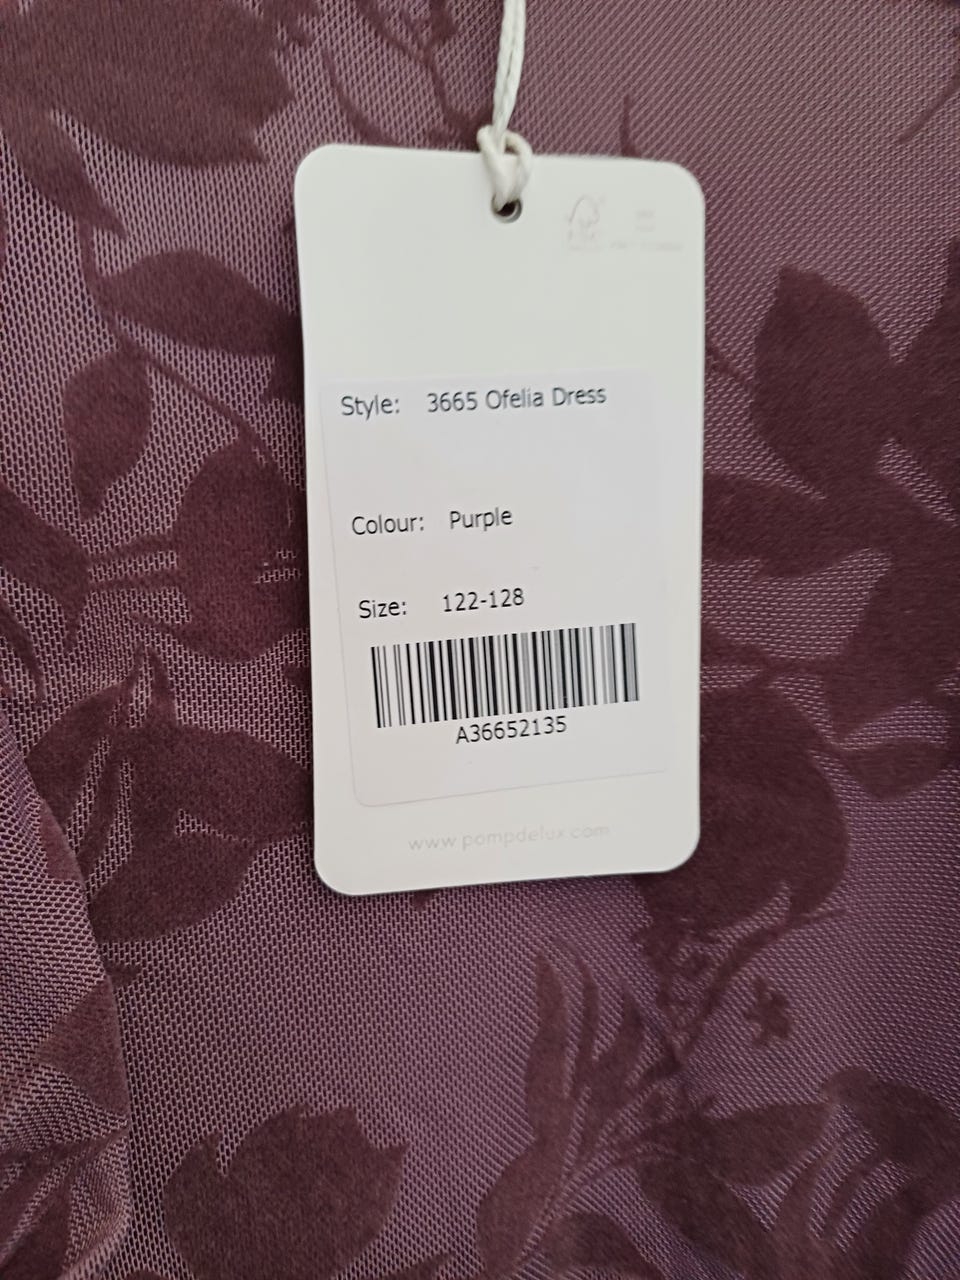 Style: 3665 Ofelia Dress
Colour: Purple
Size: 122-128
A36652135
www.pompdelux.com